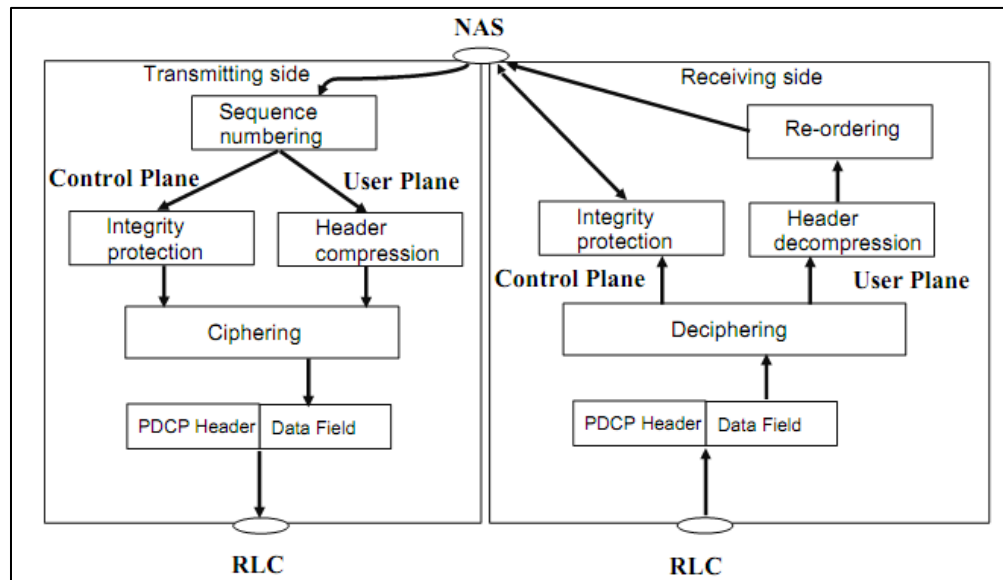 NAS
Transmitting side
Sequence
numbering
Control Plane
User Plane
Integrity
protection
Header
compression
Ciphering
PDCP Header
Data Field
RLC
Receiving side
Re-ordering
Integrity
protection
Header
decompression
Control Plane
User Plane
Deciphering
PDCP Header
Data Field
RLC